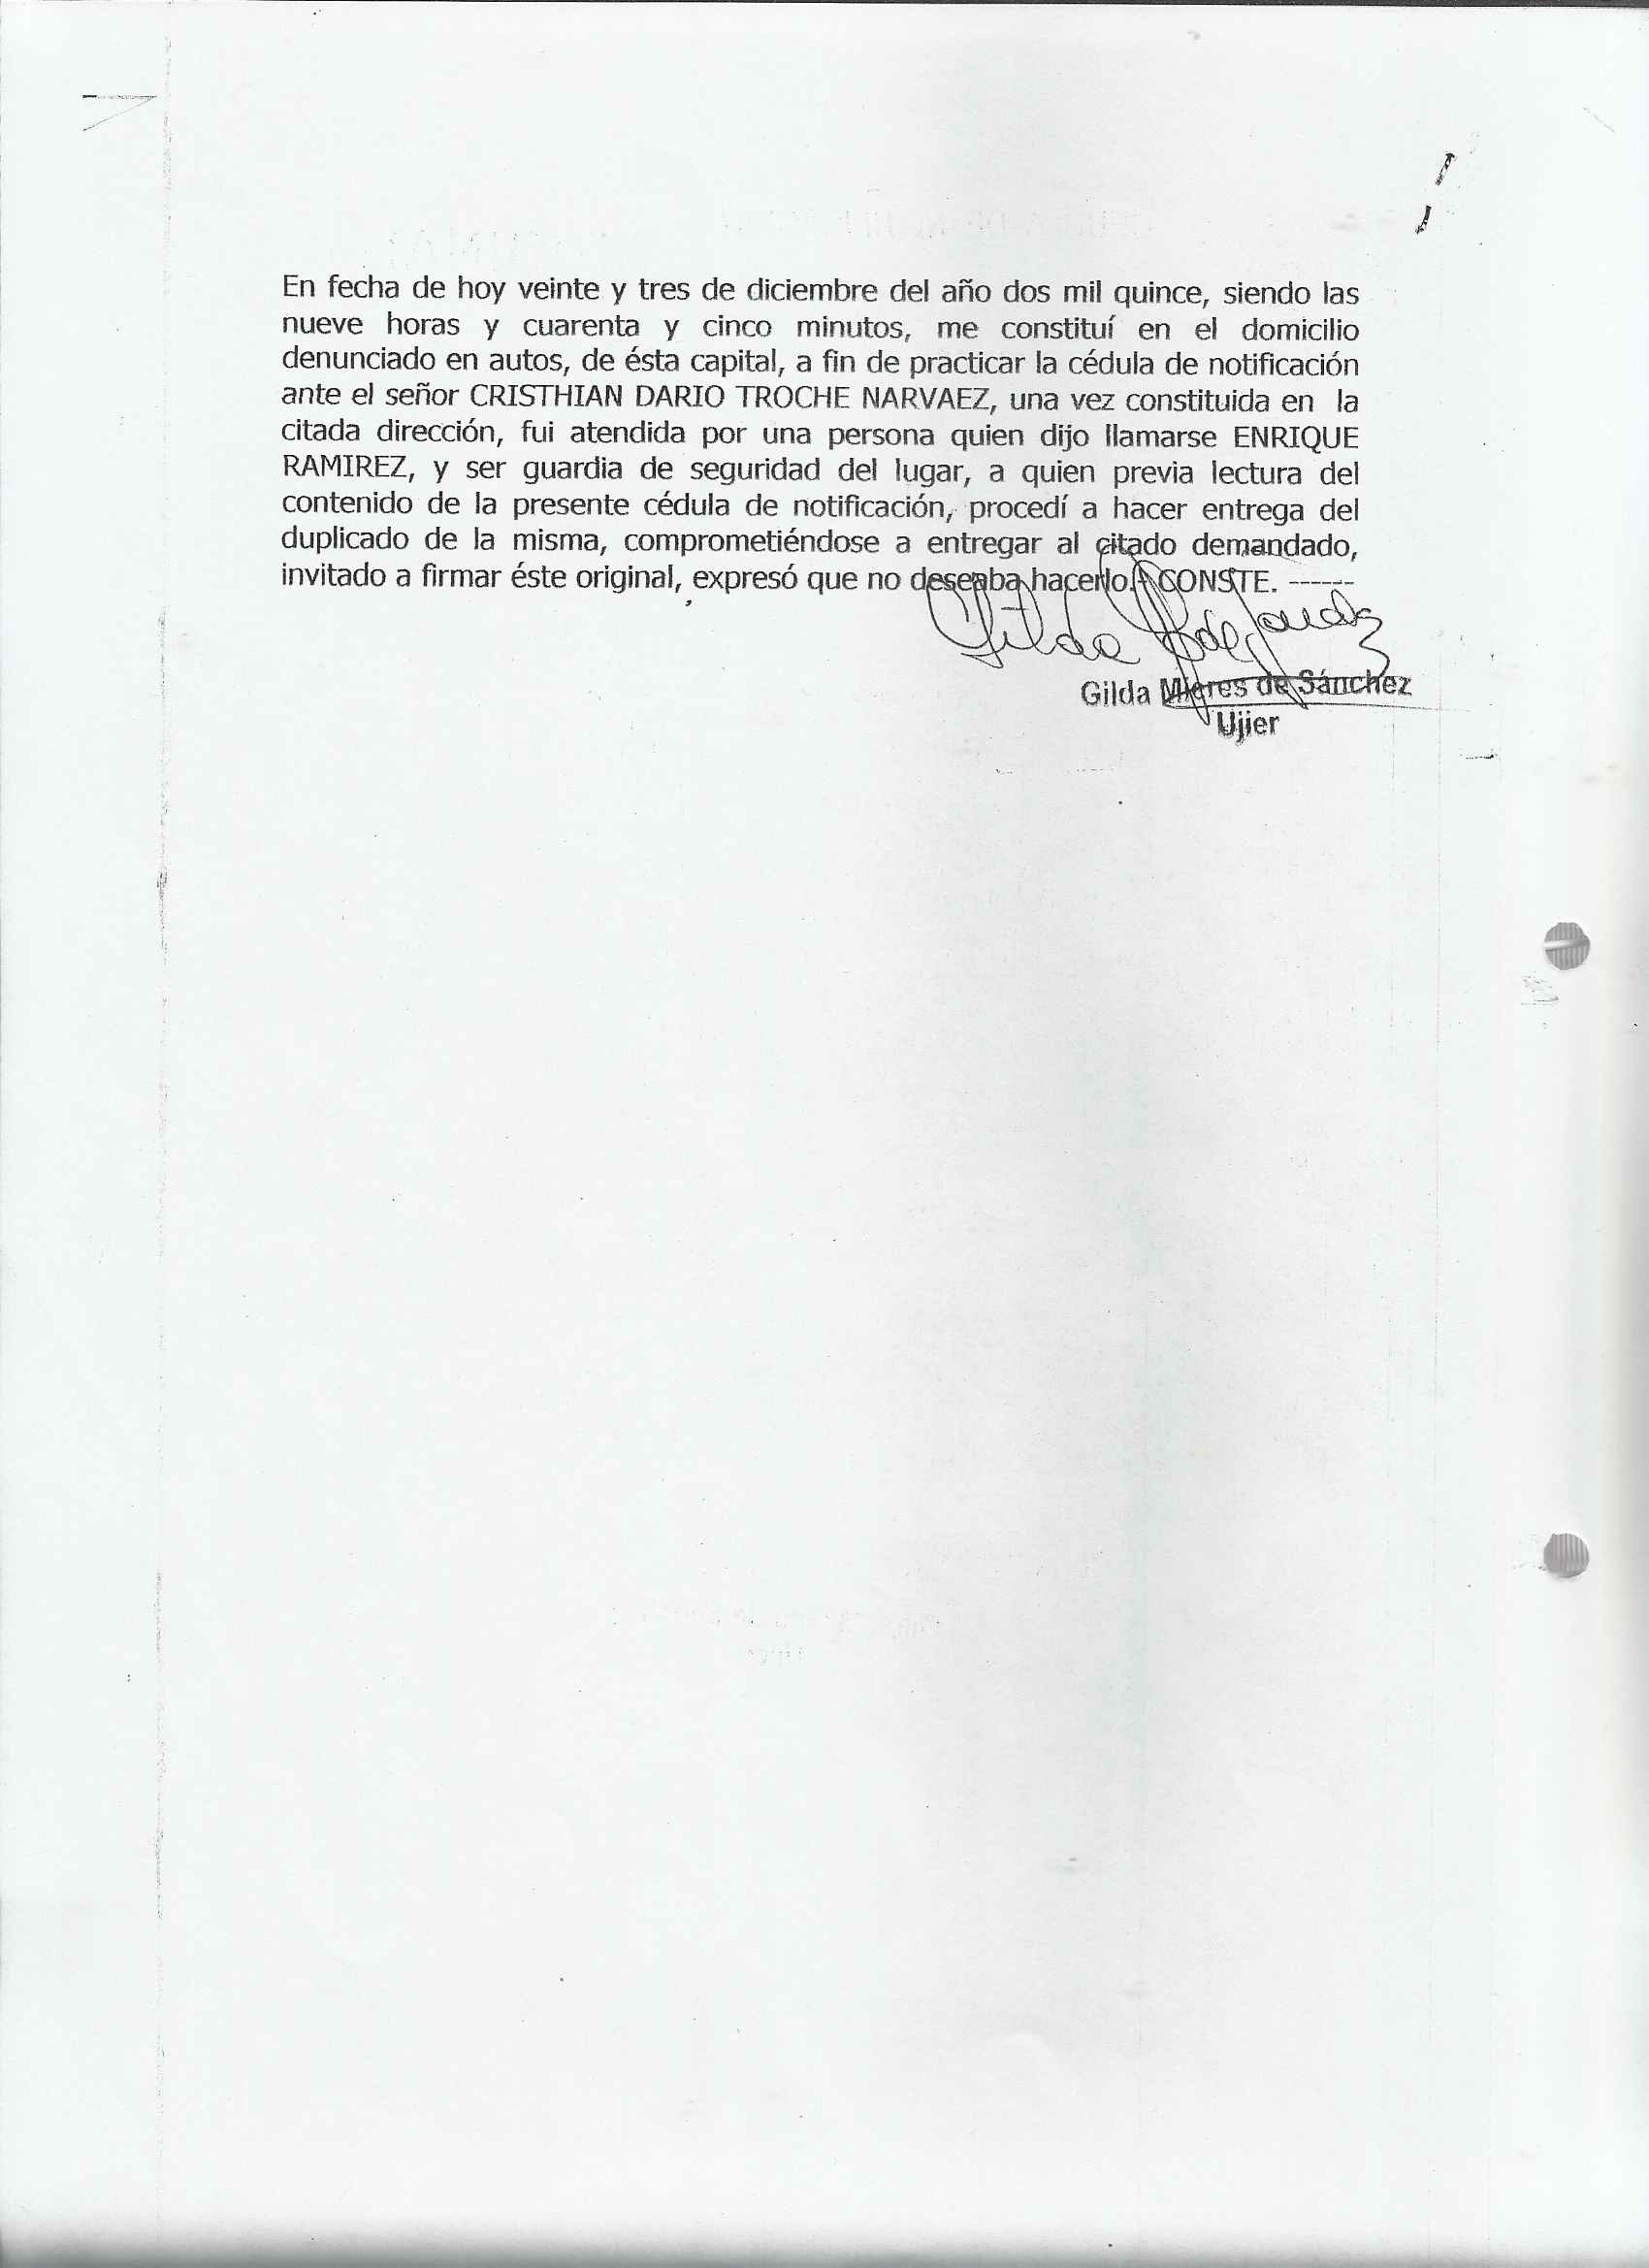 En fecha de hoy veinte y tres de diciembre del año dos mil quince, siendo las
nueve horas y cuarenta y cinco minutos, me constituí en el domicilio
denunciado en autos, de ésta capital, a fin de practicar la cédula de notificación
ante el señor CRISTHIAN DARIO TROCHE NARVAEZ, una vez constituida en la
citada dirección, fui atendida por una persona quien dijo llamarse ENRIQUE
RAMIREZ, y ser guardia de seguridad del lugar, a quien previa lectura del
contenido de la presente cédula de notificación, procedí a hacer entrega del
duplicado de la misma, comprometiéndose a entregar al citado demandado,
invitado a firmar éste original, expresó que no deseaba hacerlo. CONSTE. ------
Gilda
Gilda Mieres de Sánchez
Ujier